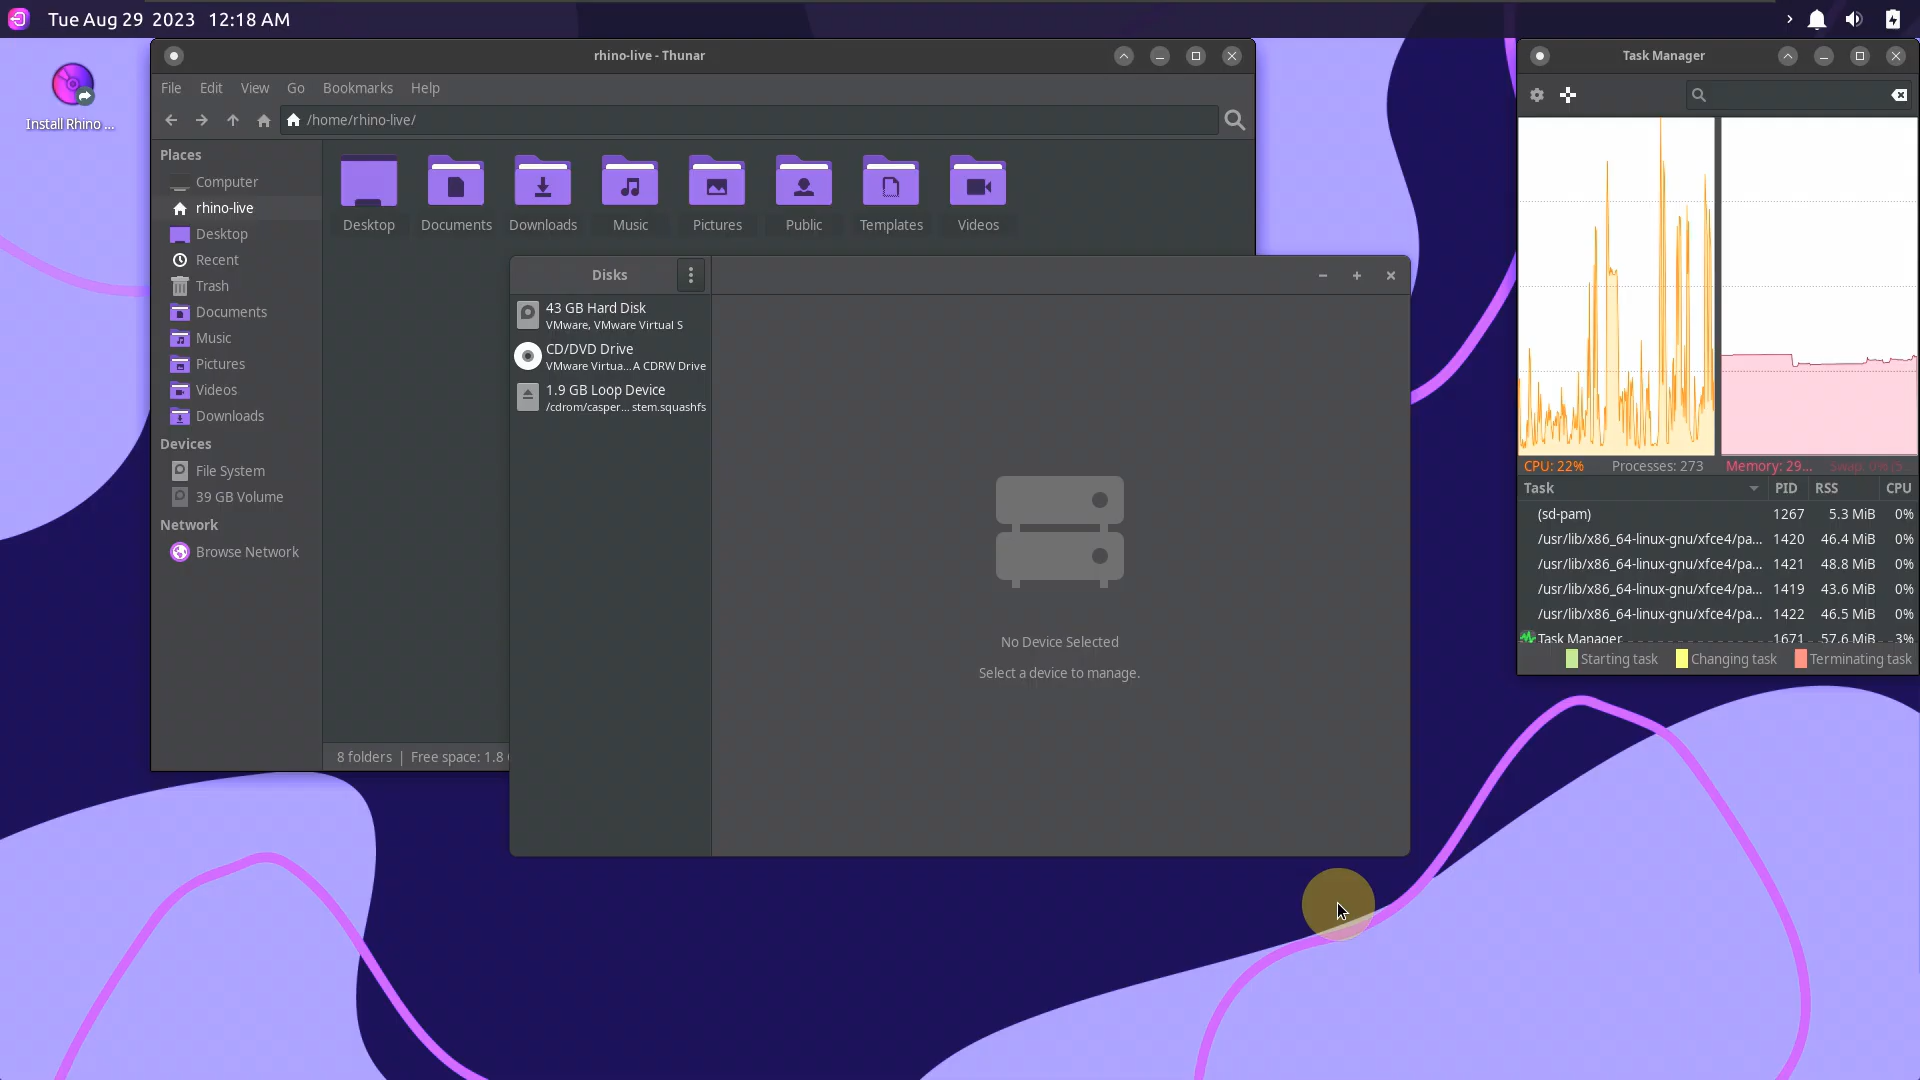 Tue Aug 29 2023 12:18 AM
Install Rhino ...
rhino-live - Thunar
File Edit View Go Bookmarks Help
/home/rhino-live/
Places
Computer
rhino-live
Desktop
Recent
Trash
Documents
Music
Pictures
Videos
Downloads
Devices
File System
39 GB Volume
Network
Browse Network
Desktop Documents Downloads Music Pictures Public Templates Videos
8 folders | Free space: 1.8
Disks
43 GB Hard Disk
VMware, VMware Virtual S
CD/DVD Drive
VMware Virtua...A CDRW Drive
1.9 GB Loop Device
/cdrom/casper... stem.squashfs
No Device Selected
Select a device to manage.
Task Manager
CPU: 22% Processes: 273 Memory: 29... Swap: 0% (5...
Task PID RSS CPU
(sd-pam) 1267 5.3 MiB 0%
/usr/lib/x86_64-linux-gnu/xfce4/pa... 1420 46.4 MiB 0%
/usr/lib/x86_64-linux-gnu/xfce4/pa... 1421 48.8 MiB 0%
/usr/lib/x86_64-linux-gnu/xfce4/pa... 1419 43.6 MiB 0%
/usr/lib/x86_64-linux-gnu/xfce4/pa... 1422 46.5 MiB 0%
Task Manager 1671 57.6 MiB 3%
Starting task Changing task Terminating task